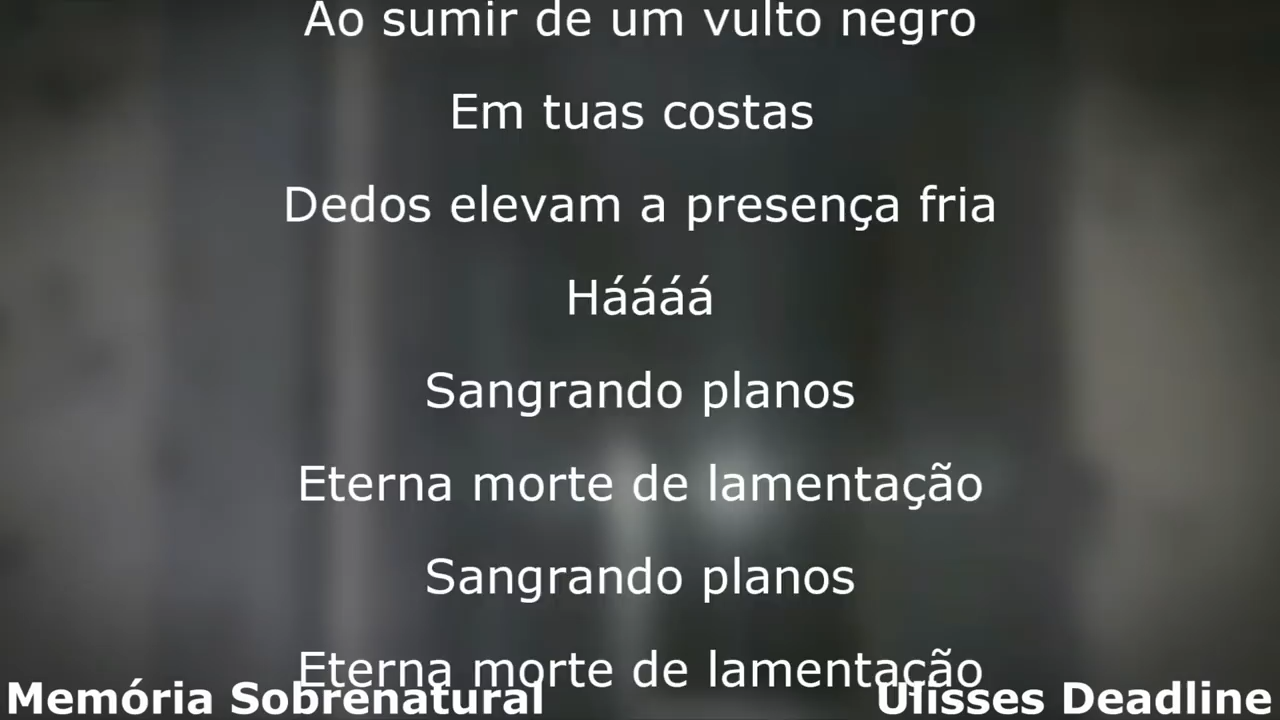 Ao sumir de um vulto negro
Em tuas costas
Dedos elevam a presença fria
Háááá
Sangrando planos
Eterna morte de lamentação
Sangrando planos
Eterna morte de lamentação
Memória Sobrenatural
Ulisses Deadline